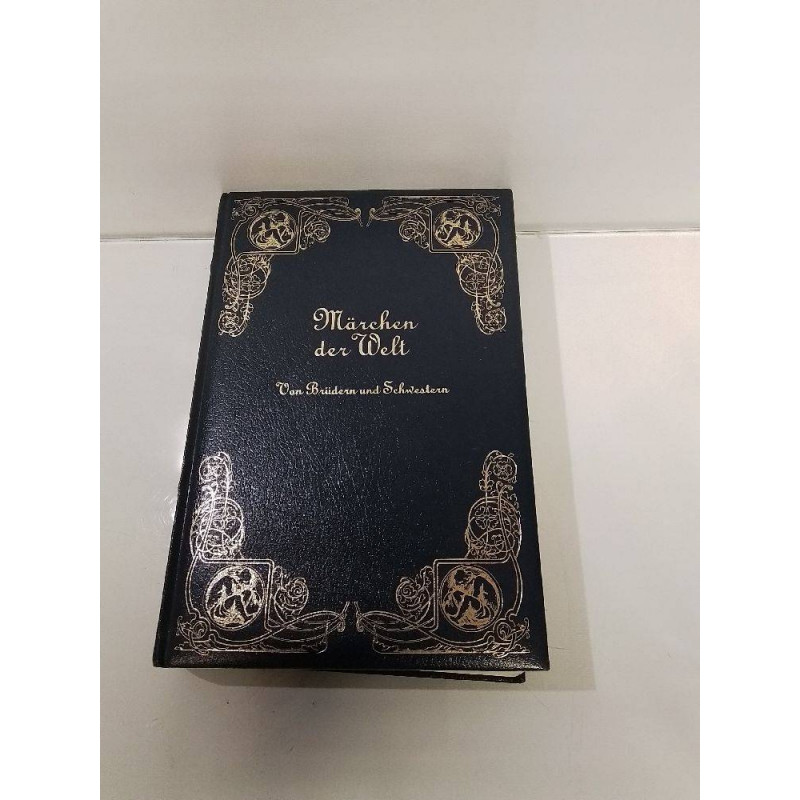 Märchen
der Welt
Von Brüdern und Schwestern